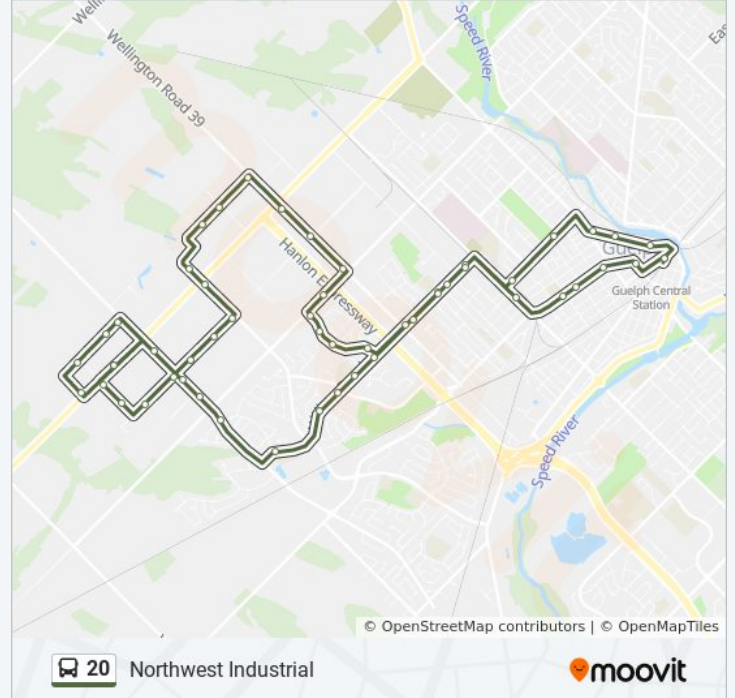 Speed River
Wellington Road 39
Hanlon Expressway
Guelph Central
Station
Speed River
© OpenStreetMap contributors | © OpenMapTiles
20 Northwest Industrial
moovit